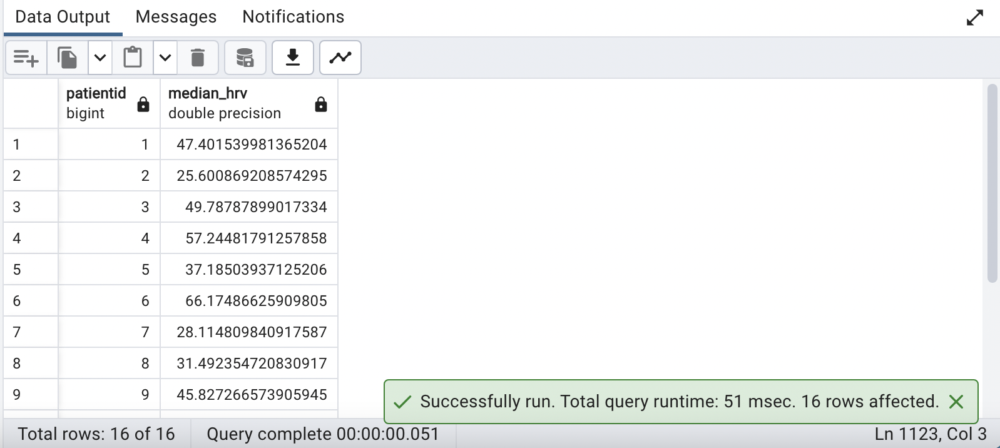 Data Output Messages Notifications
patientid median_hrv
bigint double precision
1 1 47.401539981365204
2 2 25.600869208574295
3 3 49.78787899017334
4 4 57.24481791257858
5 5 37.18503937125206
6 6 66.17486625909805
7 7 28.114809840917587
8 8 31.492354720830917
9 9 45.827266573905945
Successfully run. Total query runtime: 51 msec. 16 rows affected.
Total rows: 16 of 16 Query complete 00:00:00.051 Ln 1123, Col 3